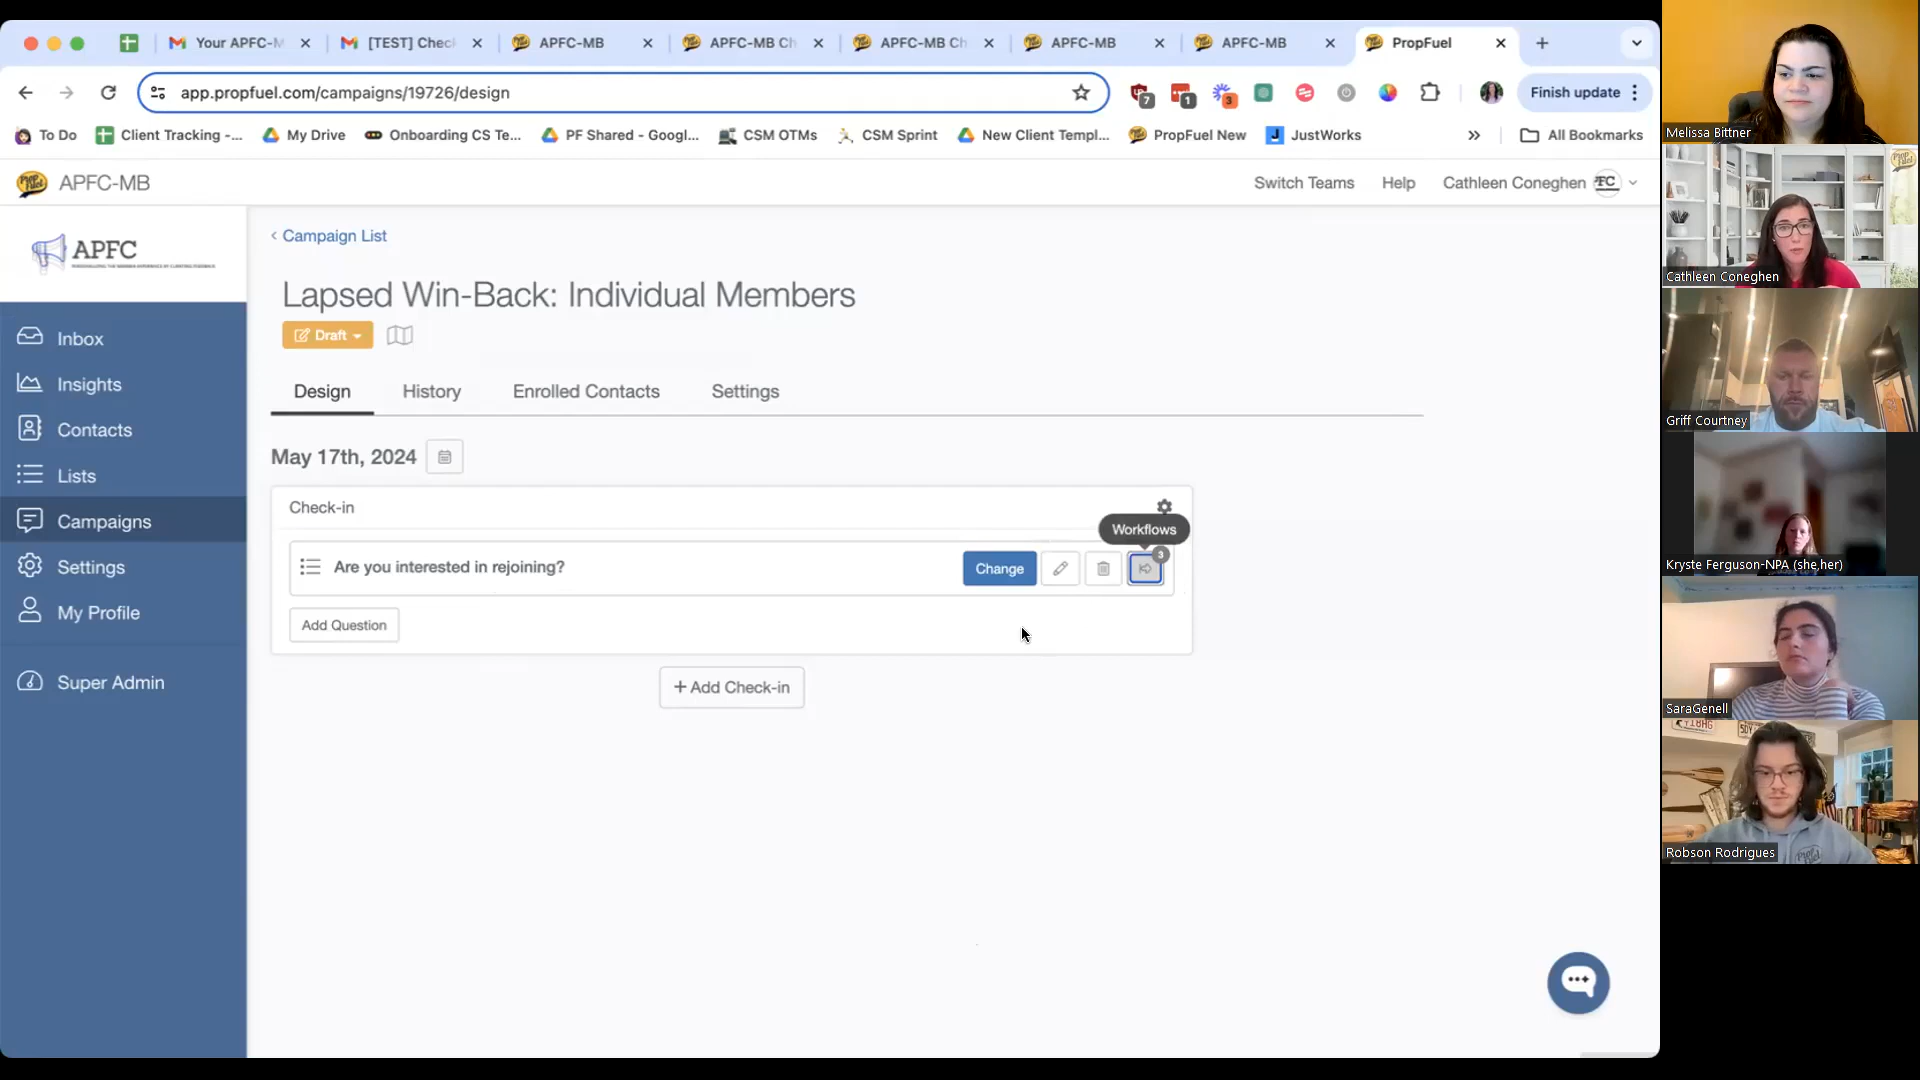 Your APFC-M
[TEST] Chec
APFC-MB
APFC-MB Ch
APFC-MB Ch
APFC-MB
APFC-MB
PropFuel
app.propfuel.com/campaigns/19726/design
7
1
3
Finish update
To Do
Client Tracking -...
My Drive
Onboarding CS Te...
PF Shared - Googl...
CSM OTMs
CSM Sprint
New Client Templ...
PropFuel New
JustWorks
All Bookmarks
APFC-MB
Switch Teams
Help
Cathleen Coneghen
APFC
Inbox
Insights
Contacts
Lists
Campaigns
Settings
My Profile
Super Admin
< Campaign List
Lapsed Win-Back: Individual Members
Draft
Design
History
Enrolled Contacts
Settings
May 17th, 2024
Check-in
Workflows
Are you interested in rejoining?
Change
3
Add Question
+ Add Check-in
Melissa Bittner
Cathleen Coneghen
Griff Courtney
Kryste Ferguson-NPA (she,her)
SaraGenell
Robson Rodrigues